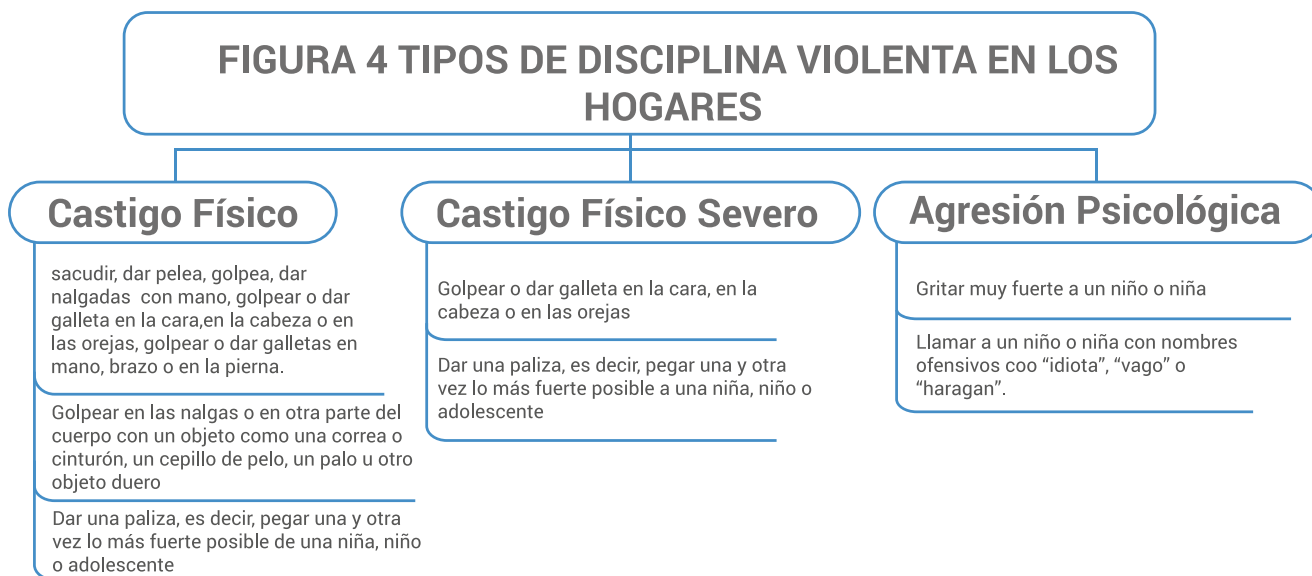 FIGURA 4 TIPOS DE DISCIPLINA VIOLENTA EN LOS
HOGARES
Castigo Físico
sacudir, dar pelea, golpea, dar
nalgadas con mano, golpear o dar
galleta en la cara,en la cabeza o en
las orejas, golpear o dar galletas en
mano, brazo o en la pierna.
Golpear en las nalgas o en otra parte del
cuerpo con un objeto como una correa o
cinturón, un cepillo de pelo, un palo u otro
objeto duero
Dar una paliza, es decir, pegar una y otra
vez lo más fuerte posible de una niña, niño
o adolescente
Castigo Físico Severo
Golpear o dar galleta en la cara, en la
cabeza o en las orejas
Dar una paliza, es decir, pegar una y otra
vez lo más fuerte posible a una niña, niño o
adolescente
Agresión Psicológica
Gritar muy fuerte a un niño o niña
Llamar a un niño o niña con nombres
ofensivos coo “idiota”, “vago” o
“haragan”.